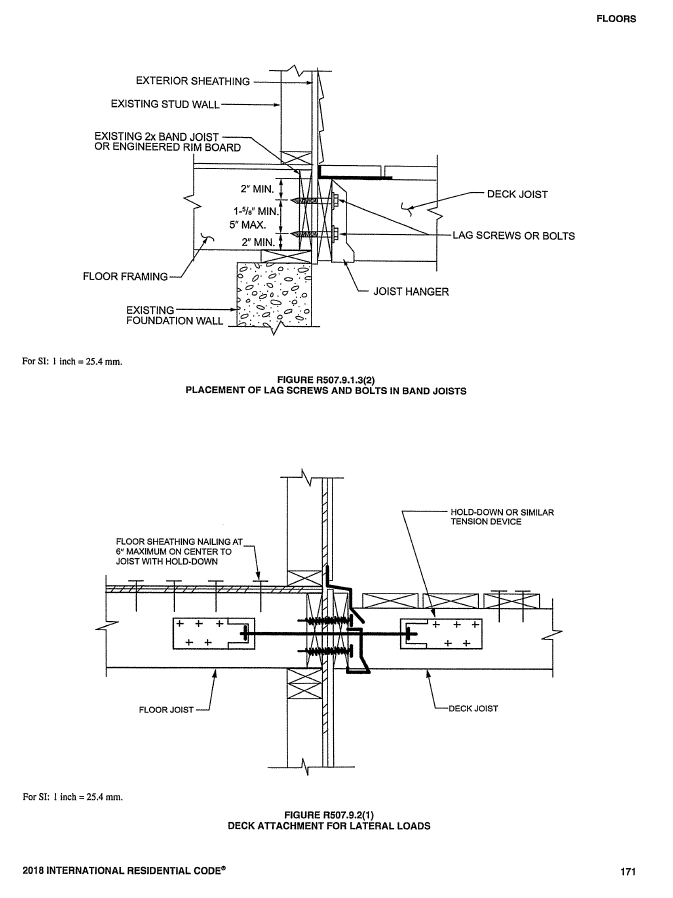 FLOORS
EXTERIOR SHEATHING
EXISTING STUD WALL
EXISTING 2x BAND JOIST
OR ENGINEERED RIM BOARD
2" MIN.
1-5/8" MIN.
5" MAX.
2" MIN.
DECK JOIST
LAG SCREWS OR BOLTS
FLOOR FRAMING
JOIST HANGER
EXISTING
FOUNDATION WALL
For SI: 1 inch = 25.4 mm.
FIGURE R507.9.1.3(2)
PLACEMENT OF LAG SCREWS AND BOLTS IN BAND JOISTS
HOLD-DOWN OR SIMILAR
TENSION DEVICE
FLOOR SHEATHING NAILING AT
6" MAXIMUM ON CENTER TO
JOIST WITH HOLD-DOWN
FLOOR JOIST
DECK JOIST
For SI: 1 inch = 25.4 mm.
FIGURE R507.9.2(1)
DECK ATTACHMENT FOR LATERAL LOADS
2018 INTERNATIONAL RESIDENTIAL CODE®
171